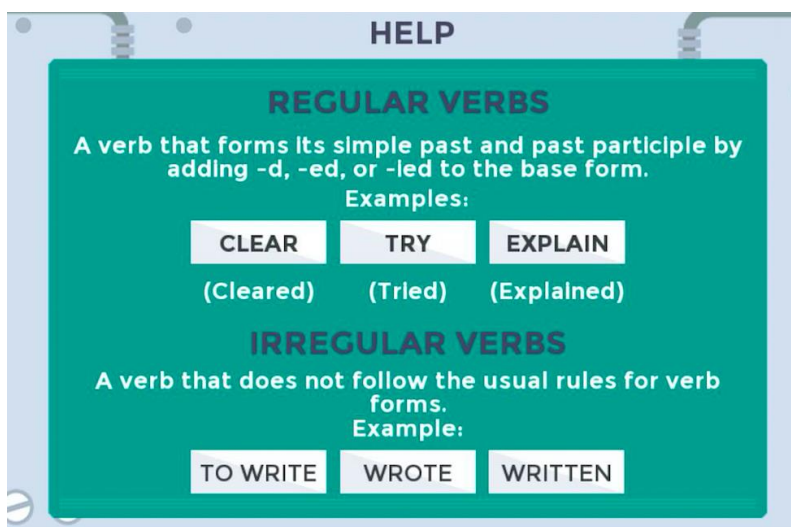 HELP
REGULAR VERBS
A verb that forms its simple past and past participle by
adding -d, -ed, or -ied to the base form.
Examples:
CLEAR TRY EXPLAIN
(Cleared) (Tried) (Explained)
IRREGULAR VERBS
A verb that does not follow the usual rules for verb
forms.
Example:
TO WRITE WROTE WRITTEN